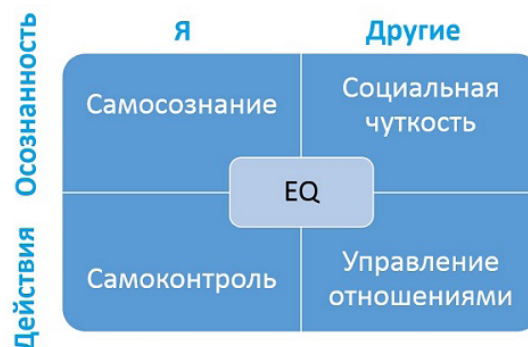 Я
Другие
Осознанность
Самосознание
Социальная
чуткость
EQ
Действия
Самоконтроль
Управление
отношениями